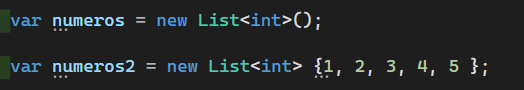 var numeros = new List<int>();
var numeros2 = new List<int> {1, 2, 3, 4, 5 };